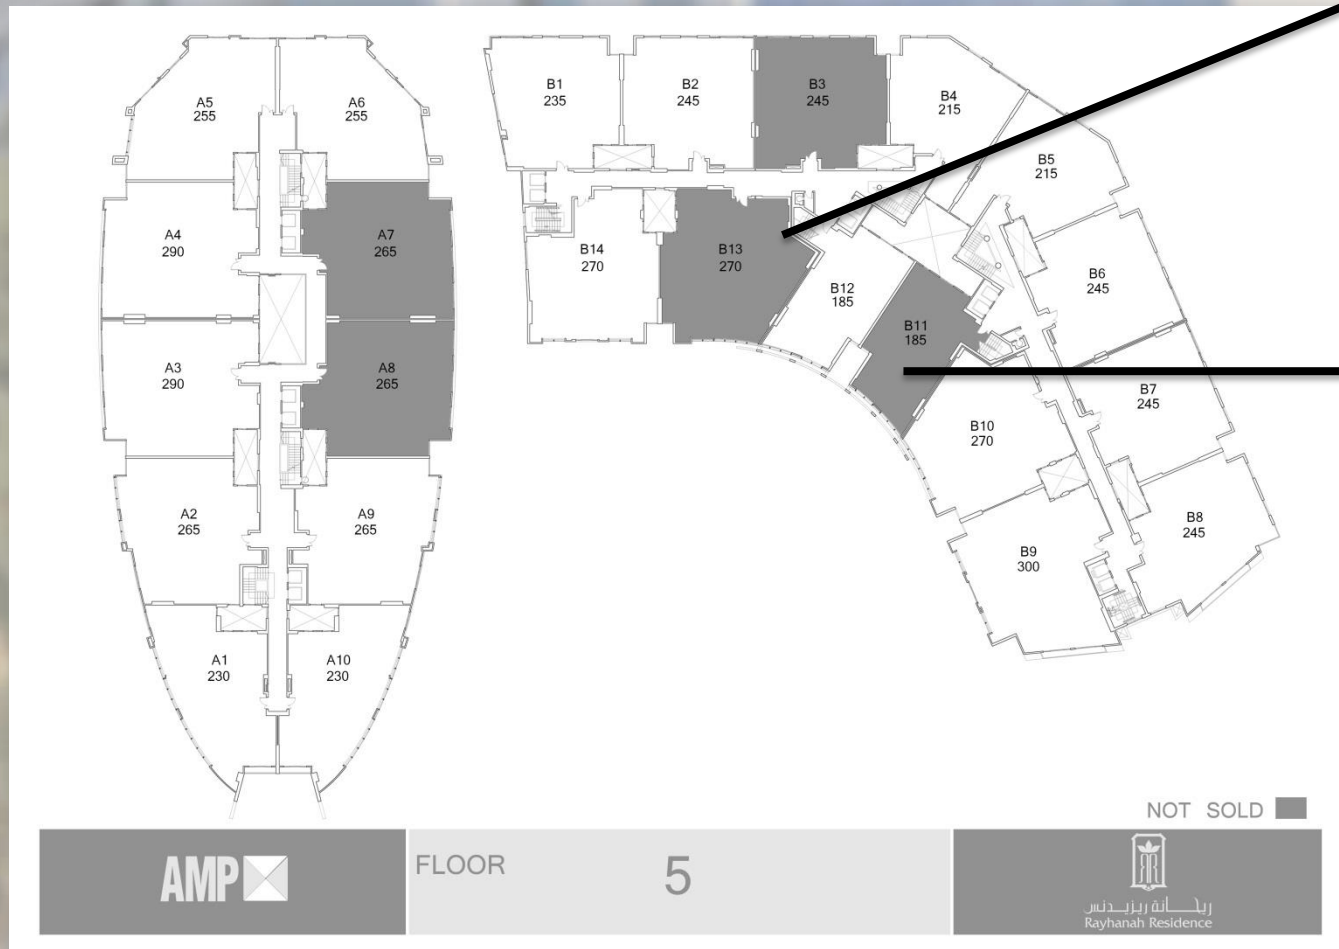 A5
255
A6
255
A4
290
A7
265
A3
290
A8
265
A2
265
A9
265
A1
230
A10
230
B1
235
B2
245
B3
245
B4
215
B5
215
B14
270
B13
270
B12
185
B11
185
B6
245
B7
245
B10
270
B8
245
B9
300
NOT SOLD
AMP
FLOOR 5
ريحانة ريزيدنس
Rayhanah Residence